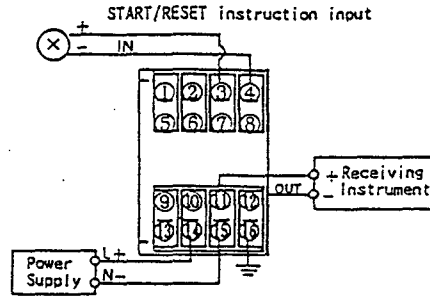 START/RESET instruction input
+
- IN
① ② ③ ④
⑤ ⑥ ⑦ ⑧
⑨ ⑩ ⑪ ⑫
⑬ ⑭ ⑮ ⑯
+ Receiving
OUT - Instrument
Power L+
Supply N-